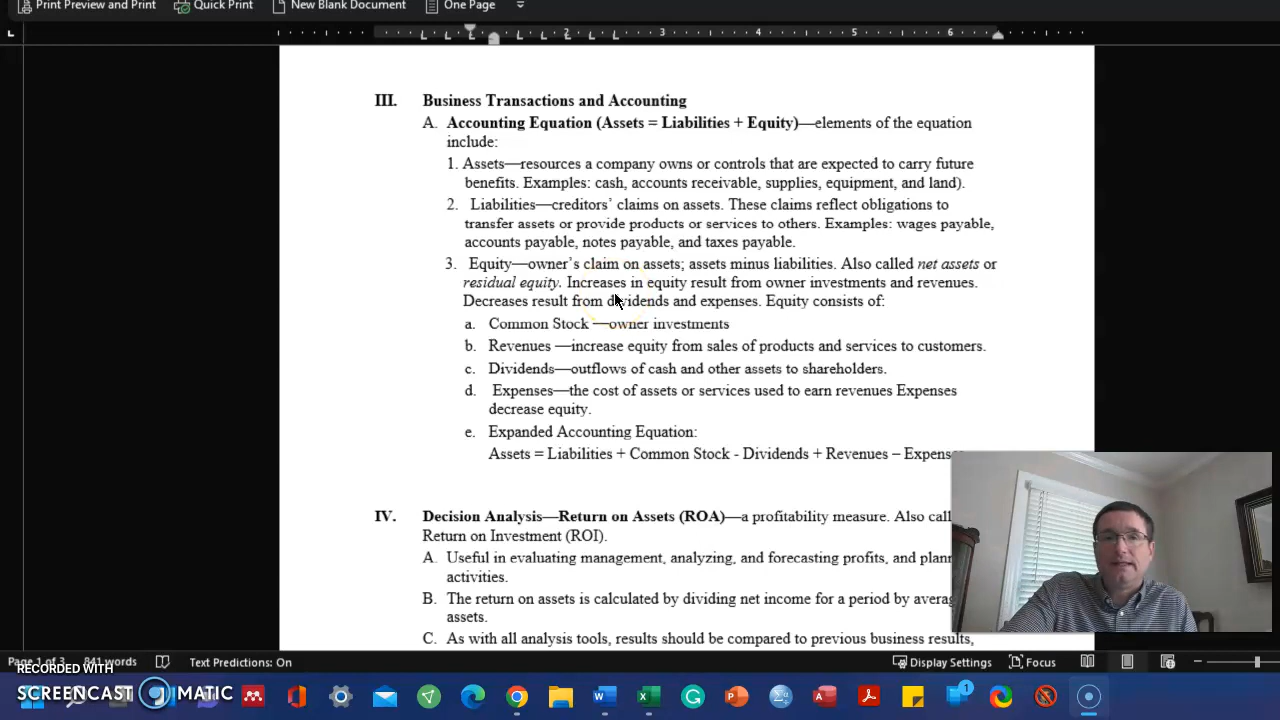 Print Preview and Print Quick Print New Blank Document One Page
2 3 4 5 6
III. Business Transactions and Accounting
A. Accounting Equation (Assets = Liabilities + Equity)—elements of the equation
include:
1. Assets—resources a company owns or controls that are expected to carry future
benefits. Examples: cash, accounts receivable, supplies, equipment, and land).
2. Liabilities—creditors’ claims on assets. These claims reflect obligations to
transfer assets or provide products or services to others. Examples: wages payable,
accounts payable, notes payable, and taxes payable.
3. Equity—owner’s claim on assets; assets minus liabilities. Also called net assets or
residual equity. Increases in equity result from owner investments and revenues.
Decreases result from dividends and expenses. Equity consists of:
a. Common Stock —owner investments
b. Revenues —increase equity from sales of products and services to customers.
c. Dividends—outflows of cash and other assets to shareholders.
d. Expenses—the cost of assets or services used to earn revenues Expenses
decrease equity.
e. Expanded Accounting Equation:
Assets = Liabilities + Common Stock - Dividends + Revenues – Expens
IV. Decision Analysis—Return on Assets (ROA)—a profitability measure. Also call
Return on Investment (ROI).
A. Useful in evaluating management, analyzing, and forecasting profits, and plann
activities.
B. The return on assets is calculated by dividing net income for a period by averag
assets.
C. As with all analysis tools, results should be compared to previous business results,
Page 1 of 3 841 words Text Predictions: On Display Settings Focus
RECORDED WITH
SCREENCAST MATIC
1